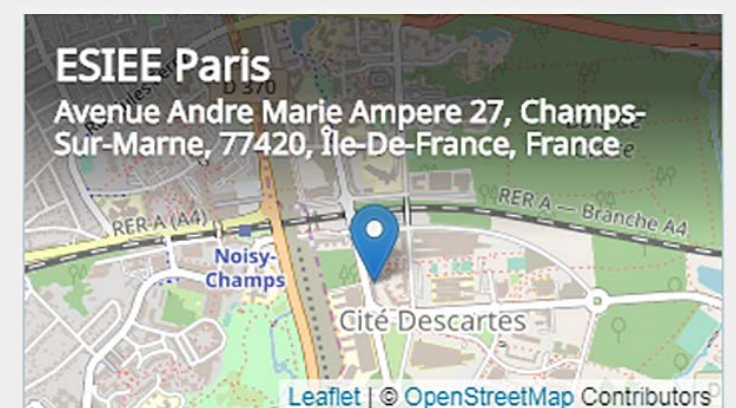 ESIEE Paris
D 370
Avenue Andre Marie Ampere 27, Champs-
Sur-Marne, 77420, Île-De-France, France
RER A (A4)
RER A — Branche A4
Noisy-
Champs
Cité Descartes
Leaflet | © OpenStreetMap Contributors